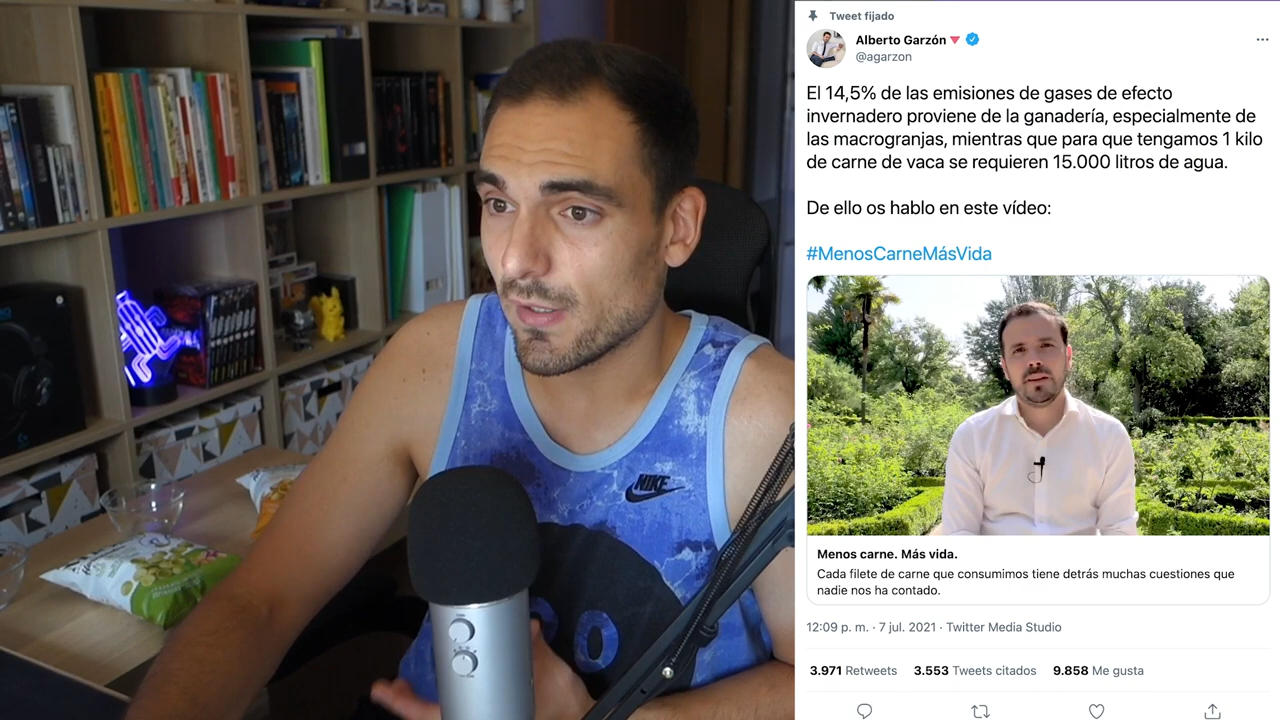 Tweet fijado
Alberto Garzón
@agarzon
El 14,5% de las emisiones de gases de efecto
invernadero proviene de la ganadería, especialmente de
las macrogranjas, mientras que para que tengamos 1 kilo
de carne de vaca se requieren 15.000 litros de agua.
De ello os hablo en este vídeo:
#MenosCarneMásVida
Menos carne. Más vida.
Cada filete de carne que consumimos tiene detrás muchas cuestiones que
nadie nos ha contado.
12:09 p. m. · 7 jul. 2021 · Twitter Media Studio
3.971 Retweets 3.553 Tweets citados 9.858 Me gusta
NIKE